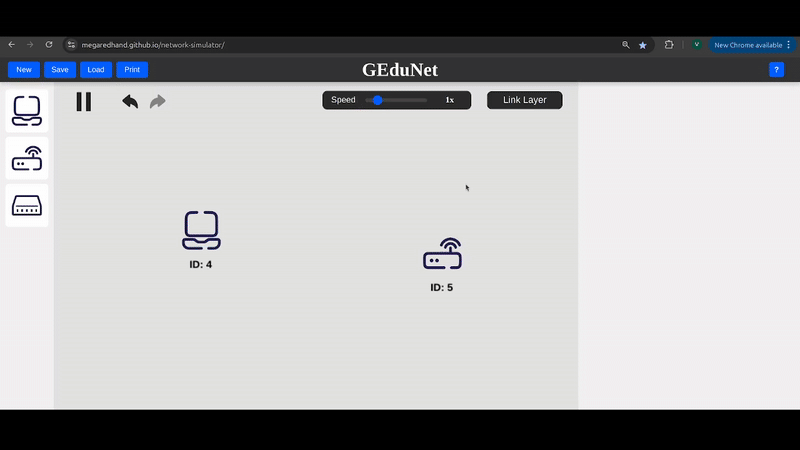 megaredhand.github.io/network-simulator/
V
New Chrome available
New
Save
Load
Print
GEduNet
?
Speed
1x
Link Layer
ID: 4
ID: 5